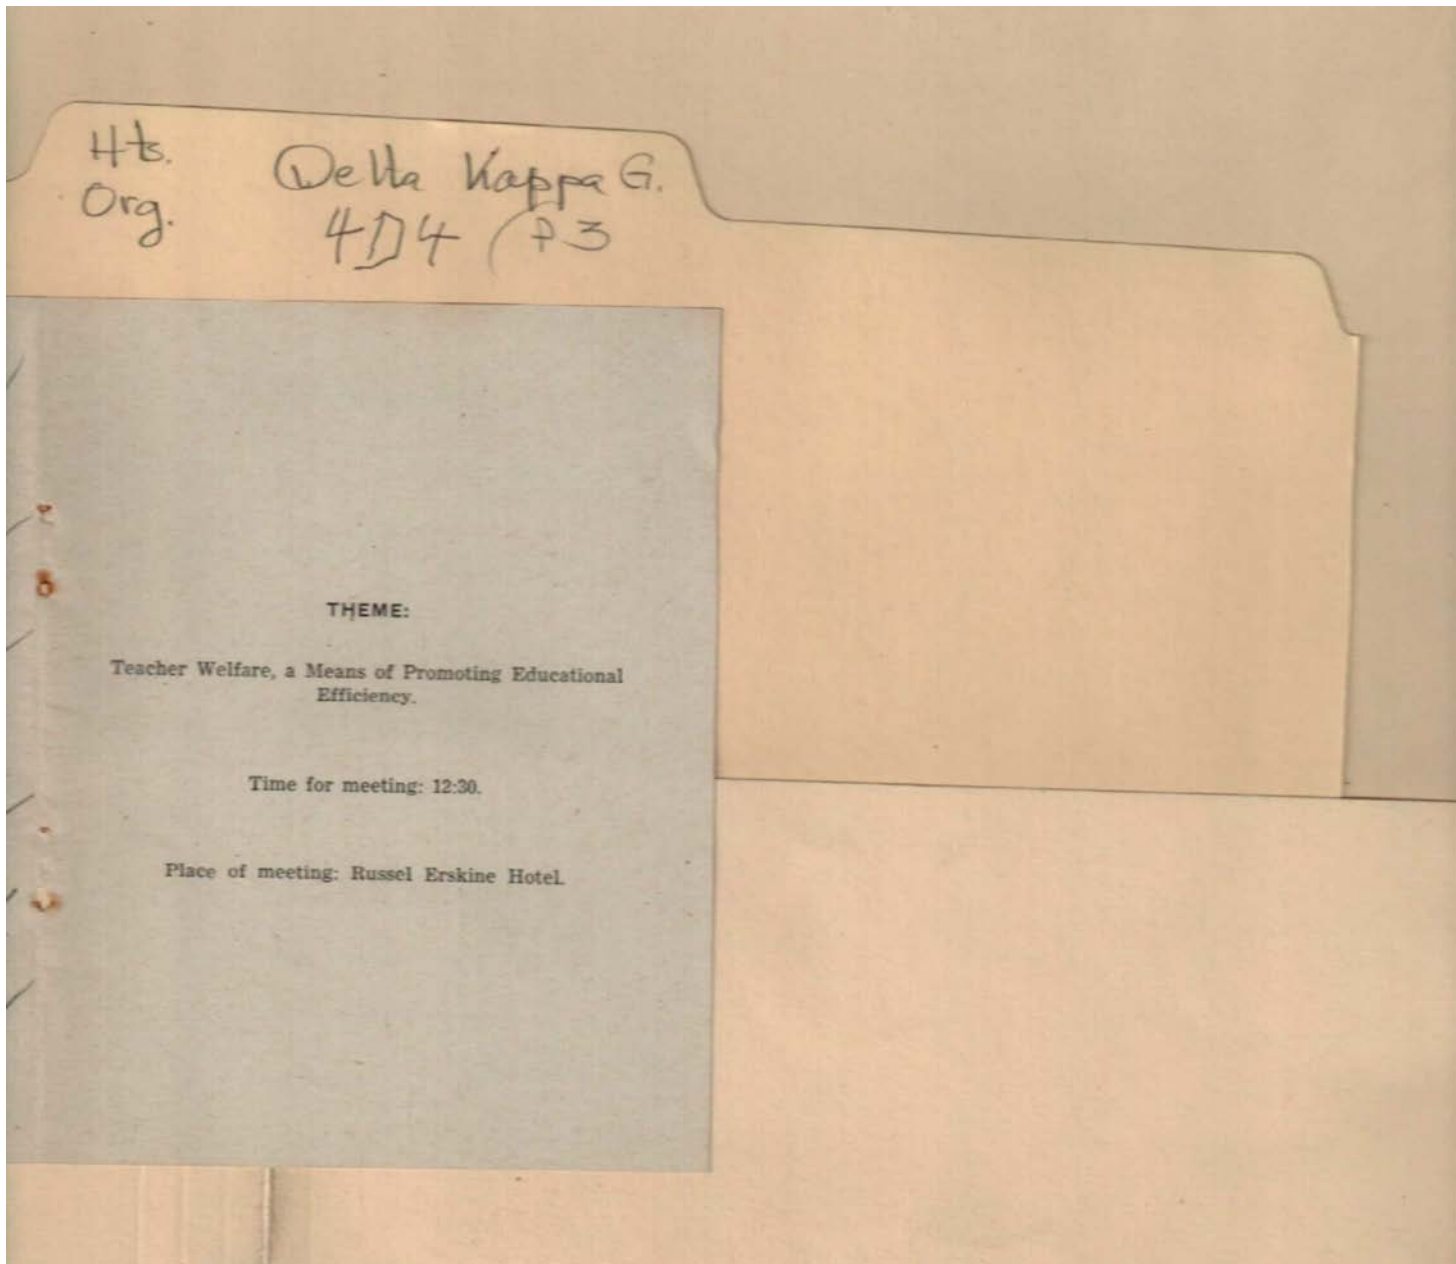 Hts. Delta Kappa G.
Org. 4D4 (P3
THEME:
Teacher Welfare, a Means of Promoting Educational
Efficiency.
Time for meeting: 12:30.
Place of meeting: Russel Erskine Hotel.